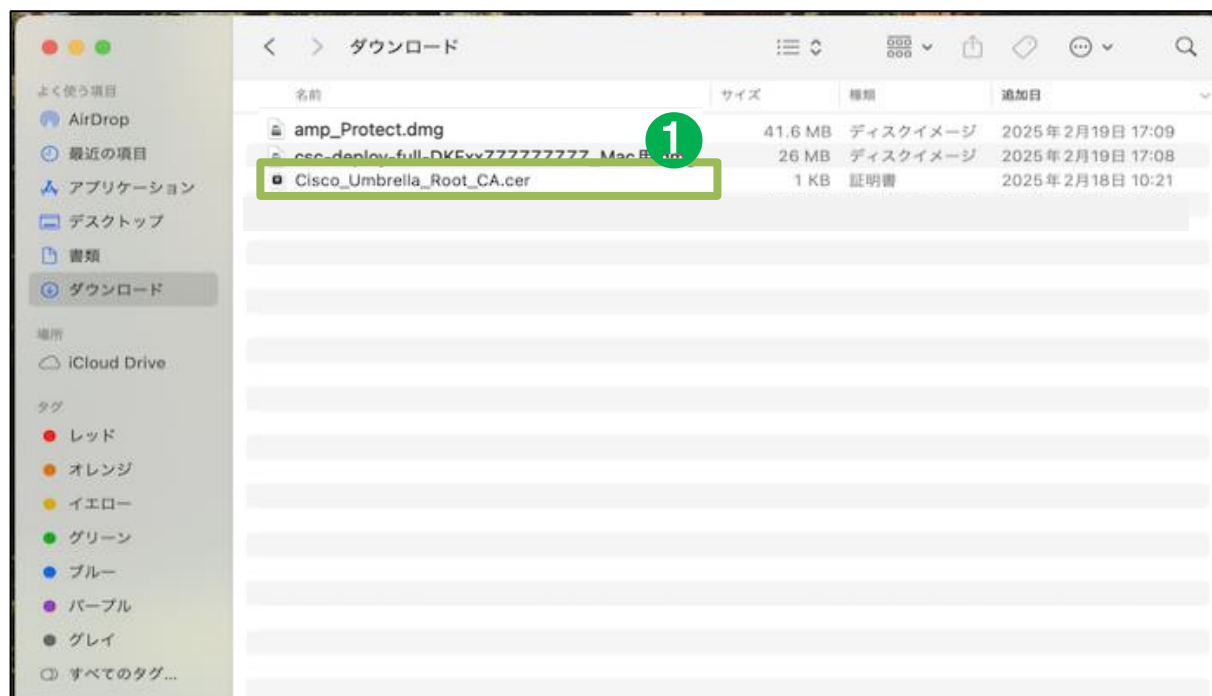 ダウンロード
よく使う項目
AirDrop
最近の項目
アプリケーション
デスクトップ
書類
ダウンロード
場所
iCloud Drive
タグ
レッド
オレンジ
イエロー
グリーン
ブルー
パープル
グレイ
すべてのタグ...
名前 サイズ 種類 追加日
amp_Protect.dmg 41.6 MB ディスクイメージ 2025年2月19日 17:09
1
26 MB ディスクイメージ 2025年2月19日 17:08
Cisco_Umbrella_Root_CA.cer 1 KB 証明書 2025年2月18日 10:21